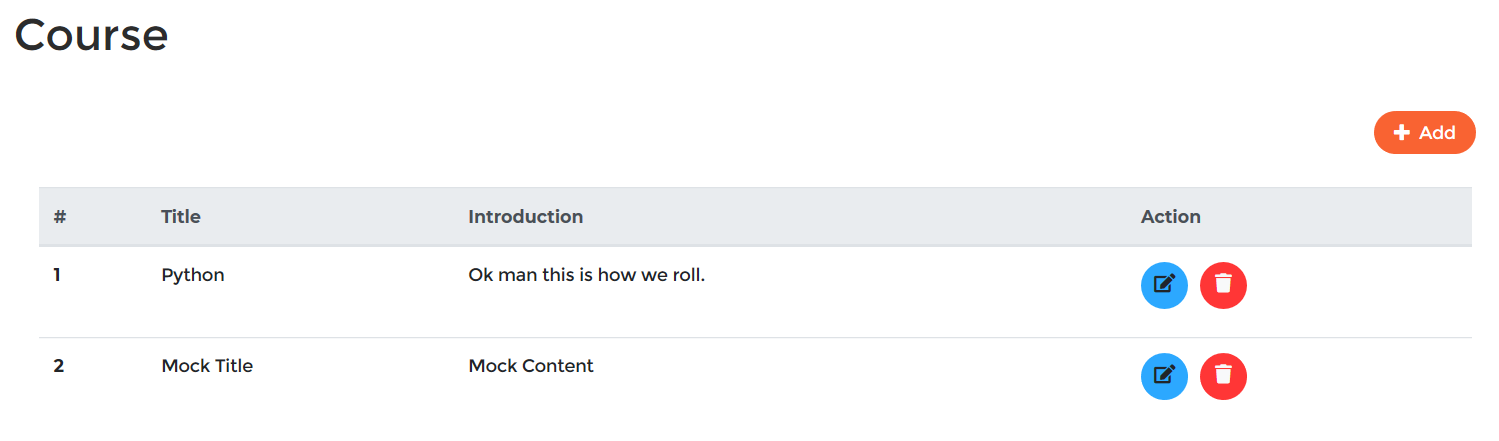 Course
Add
# Title Introduction Action
1 Python Ok man this is how we roll.
2 Mock Title Mock Content